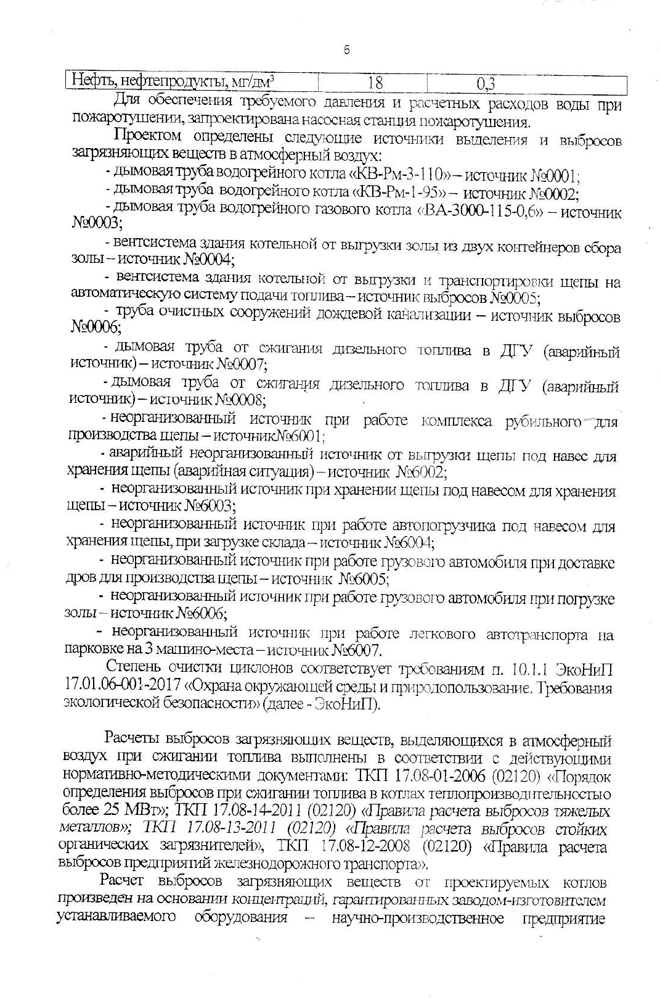 6
Нефть, нефтепродукты, мг/дм³ 18 0,3
Для обеспечения требуемого давления и расчетных расходов воды при
пожаротушении, запроектирована насосная станция пожаротушения.
Проектом определены следующие источники выделения и выбросов
загрязняющих веществ в атмосферный воздух:
- дымовая труба водогрейного котла «КВ-Рм-3-110» – источник №0001;
- дымовая труба водогрейного котла «КВ-Рм-1-95» – источник №0002;
- дымовая труба водогрейного газового котла «ВА-3000-115-0,6» – источник
№0003;
- вентсистема здания котельной от выгрузки золы из двух контейнеров сбора
золы – источник №0004;
- вентсистема здания котельной от выгрузки и транспортировки щепы на
автоматическую систему подачи топлива – источник выбросов №0005;
- труба очистных сооружений дождевой канализации – источник выбросов
№0006;
- дымовая труба от сжигания дизельного топлива в ДГУ (аварийный
источник) – источник №0007;
- дымовая труба от сжигания дизельного топлива в ДГУ (аварийный
источник) – источник №0008;
- неорганизованный источник при работе комплекса рубильного для
производства щепы – источник№6001;
- аварийный неорганизованный источник от выгрузки щепы под навес для
хранения щепы (аварийная ситуация) – источник №6002;
- неорганизованный источник при хранении щепы под навесом для хранения
щепы – источник №6003;
- неорганизованный источник при работе автопогрузчика под навесом для
хранения щепы, при загрузке склада – источник №6004;
- неорганизованный источник при работе грузового автомобиля при доставке
дров для производства щепы – источник №6005;
- неорганизованный источник при работе грузового автомобиля при погрузке
золы – источник №6006;
- неорганизованный источник при работе легкового автотранспорта на
парковке на 3 машино-места – источник №6007.
Степень очистки циклонов соответствует требованиям п. 10.1.1 ЭкоНиП
17.01.06-001-2017 «Охрана окружающей среды и природопользование. Требования
экологической безопасности» (далее - ЭкоНиП).
Расчеты выбросов загрязняющих веществ, выделяющихся в атмосферный
воздух при сжигании топлива выполнены в соответствии с действующими
нормативно-методическими документами: ТКП 17.08-01-2006 (02120) «Порядок
определения выбросов при сжигании топлива в котлах теплопроизводительностью
более 25 МВт»; ТКП 17.08-14-2011 (02120) «Правила расчета выбросов тяжелых
металлов»; ТКП 17.08-13-2011 (02120) «Правила расчета выбросов стойких
органических загрязнителей», ТКП 17.08-12-2008 (02120) «Правила расчета
выбросов предприятий железнодорожного транспорта».
Расчет выбросов загрязняющих веществ от проектируемых котлов
произведен на основании концентраций, гарантированных заводом-изготовителем
устанавливаемого оборудования – научно-производственное предприятие